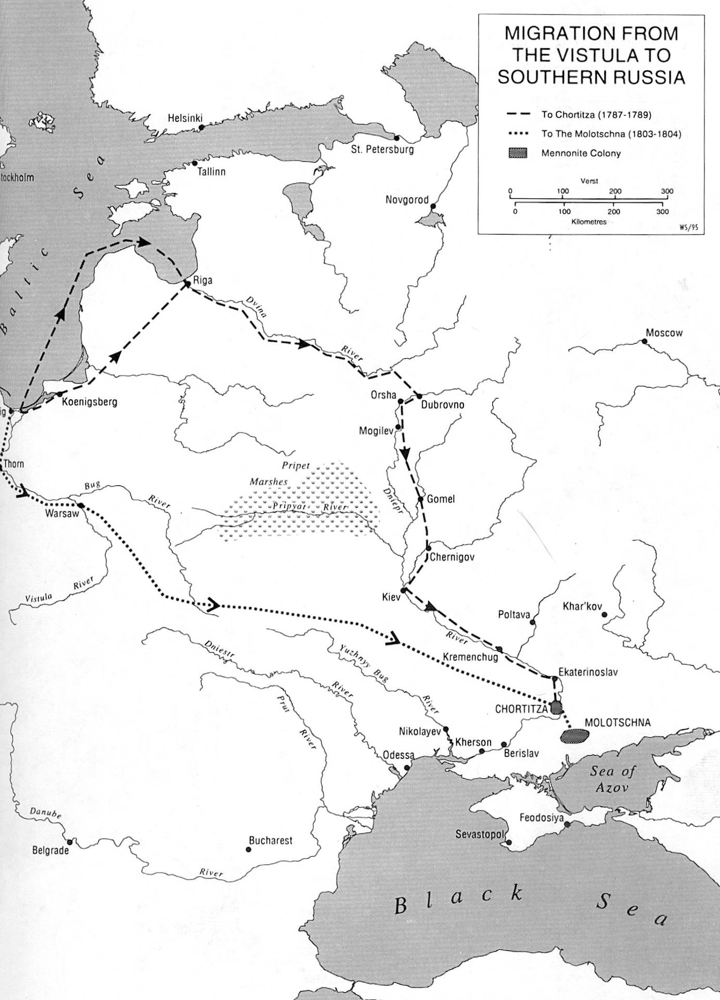 MIGRATION FROM
THE VISTULA TO
SOUTHERN RUSSIA
To Chortitza (1787-1789)
To The Molotschna (1803-1804)
Mennonite Colony
Verst
0 100 200 300
0 100 200 300
Kilometres
WS/95
Helsinki
St. Petersburg
Tallinn
tockholm
Baltic Sea
Novgorod
Riga
Dvina River
Moscow
Koenigsberg
ig
Orsha
Dubrovno
Mogilev
Thorn
Pripet
Marshes
Pripyat River
Bug River
Warsaw
Dniepr
Gomel
Chernigov
Vistula River
Kiev
Poltava
Khar'kov
River
Kremenchug
Dniestr River
Yuzhnyy Bug River
Ekaterinoslav
CHORTITZA
MOLOTSCHNA
Prut River
Nikolayev
Kherson
Berislav
Odessa
Sea of
Azov
Feodosiya
Sevastopol
Danube River
Belgrade
Bucharest
Black Sea